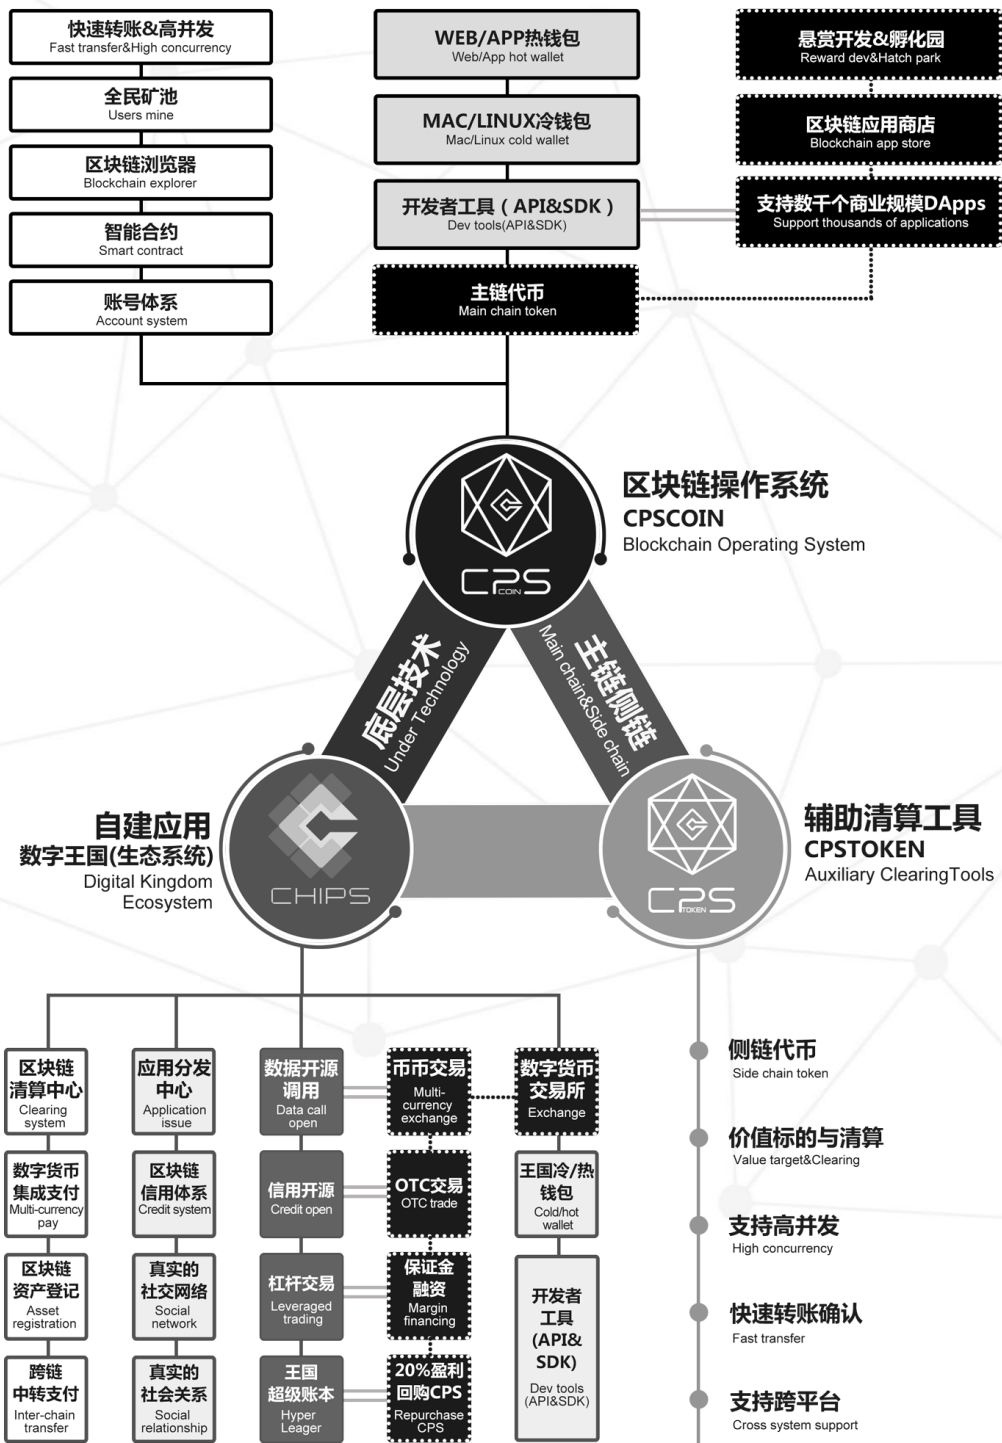 快速转账&高并发
Fast transfer&High concurrency
全民矿池
Users mine
区块链浏览器
Blockchain explorer
智能合约
Smart contract
账号体系
Account system
WEB/APP热钱包
Web/App hot wallet
MAC/LINUX冷钱包
Mac/Linux cold wallet
开发者工具（API&SDK）
Dev tools(API&SDK)
主链代币
Main chain token
悬赏开发&孵化园
Reward dev&Hatch park
区块链应用商店
Blockchain app store
支持数千个商业规模DApps
Support thousands of applications
CPS
COIN
区块链操作系统
CPSCOIN
Blockchain Operating System
底层技术
Under Technology
主链侧链
Main chain&Side chain
自建应用
数字王国(生态系统)
Digital Kingdom
Ecosystem
CHIPS
CPS
TOKEN
辅助清算工具
CPSTOKEN
Auxiliary ClearingTools
区块链
清算中心
Clearing
system
数字货币
集成支付
Multi-currency
pay
区块链
资产登记
Asset
registration
跨链
中转支付
Inter-chain
transfer
应用分发
中心
Application
issue
区块链
信用体系
Credit system
真实的
社交网络
Social
network
真实的
社会关系
Social
relationship
数据开源
调用
Data call
open
信用开源
Credit open
杠杆交易
Leveraged
trading
王国
超级账本
Hyper
Leager
币币交易
Multi-
currency
exchange
OTC交易
OTC trade
保证金
融资
Margin
financing
20%盈利
回购CPS
Repurchase
CPS
数字货币
交易所
Exchange
王国冷/热
钱包
Cold/hot
wallet
开发者
工具
(API&
SDK)
Dev tools
(API&SDK)
侧链代币
Side chain token
价值标的与清算
Value target&Clearing
支持高并发
High concurrency
快速转账确认
Fast transfer
支持跨平台
Cross system support